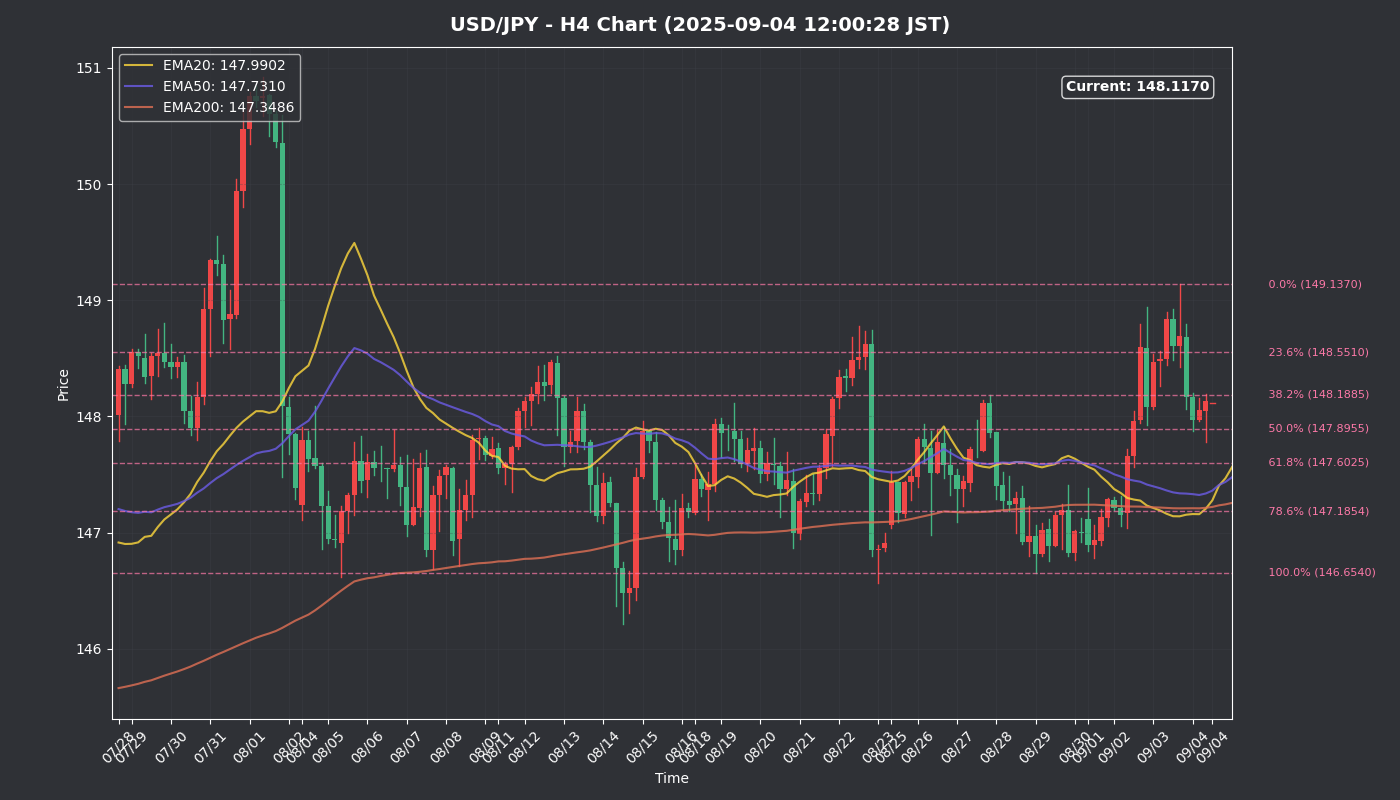 USD/JPY - H4 Chart (2025-09-04 12:00:28 JST)
EMA20: 147.9902
EMA50: 147.7310
EMA200: 147.3486
Current: 148.1170
151
150
149
148
147
146
Price
0.0% (149.1370)
23.6% (148.5510)
38.2% (148.1885)
50.0% (147.8955)
61.8% (147.6025)
78.6% (147.1854)
100.0% (146.6540)
07/28 07/29 07/30 07/31 08/01 08/02 08/04 08/05 08/06 08/07 08/08 08/09 08/11 08/12 08/13 08/14 08/15 08/16 08/18 08/19 08/20 08/21 08/22 08/23 08/25 08/26 08/27 08/28 08/29 08/30 09/01 09/02 09/03 09/04 09/04
Time